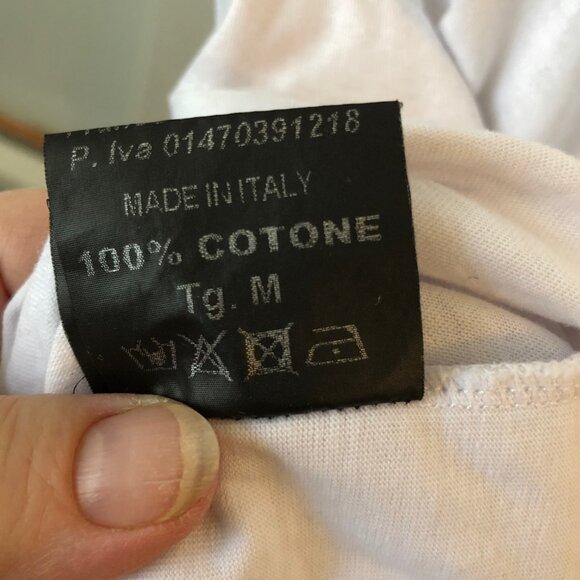 P. Iva 01470391218
MADE IN ITALY
100% COTONE
Tg. M